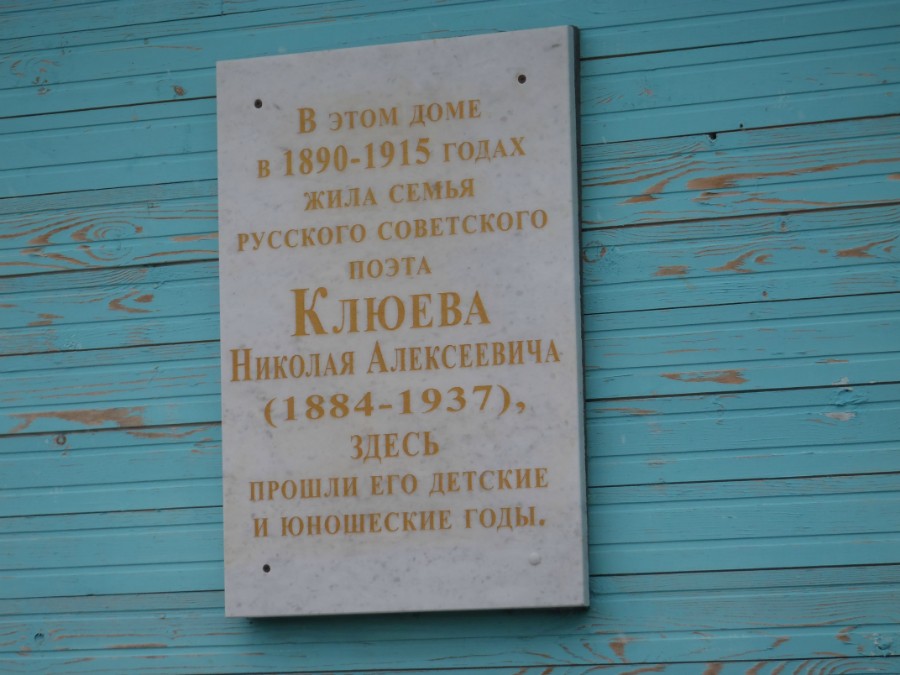 В ЭТОМ ДОМЕ
В 1890-1915 ГОДАХ
ЖИЛА СЕМЬЯ
РУССКОГО СОВЕТСКОГО
ПОЭТА
КЛЮЕВА
НИКОЛАЯ АЛЕКСЕЕВИЧА
(1884-1937),
ЗДЕСЬ
ПРОШЛИ ЕГО ДЕТСКИЕ
И ЮНОШЕСКИЕ ГОДЫ.